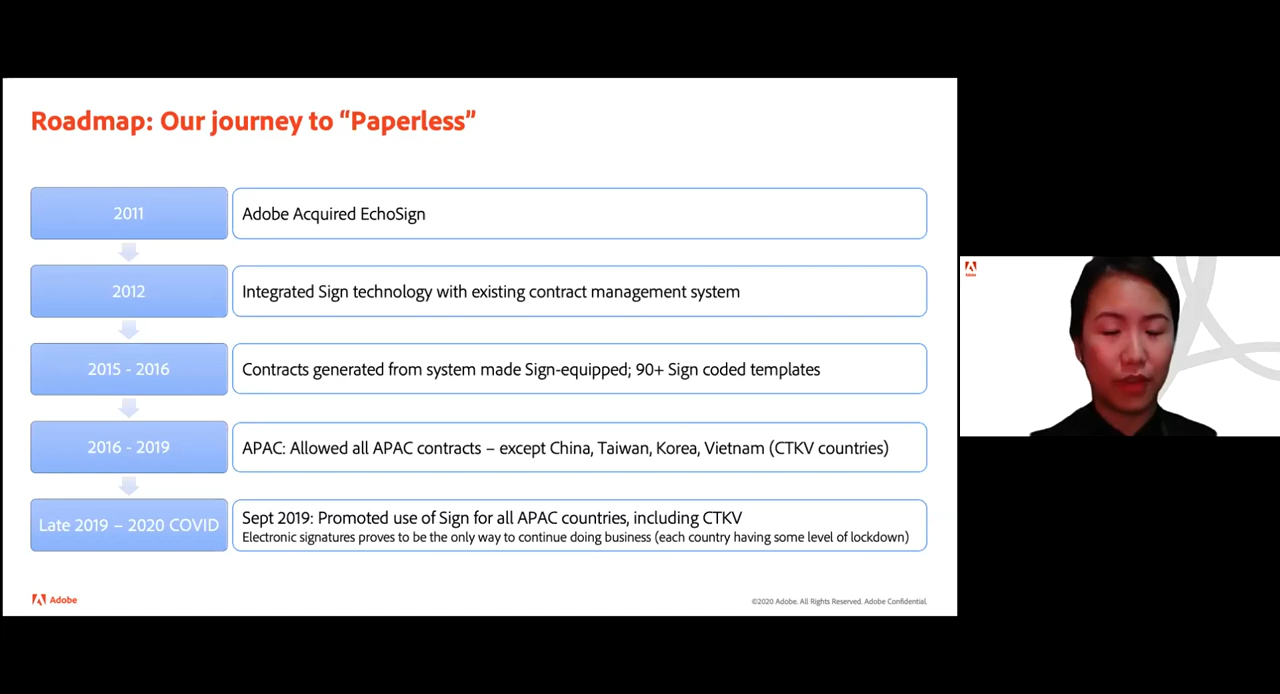 Roadmap: Our journey to “Paperless”
2011
Adobe Acquired EchoSign
2012
Integrated Sign technology with existing contract management system
2015 - 2016
Contracts generated from system made Sign-equipped; 90+ Sign coded templates
2016 - 2019
APAC: Allowed all APAC contracts – except China, Taiwan, Korea, Vietnam (CTKV countries)
Late 2019 – 2020 COVID
Sept 2019: Promoted use of Sign for all APAC countries, including CTKV
Electronic signatures proves to be the only way to continue doing business (each country having some level of lockdown)
Adobe
©2020 Adobe. All Rights Reserved. Adobe Confidential.
Adobe